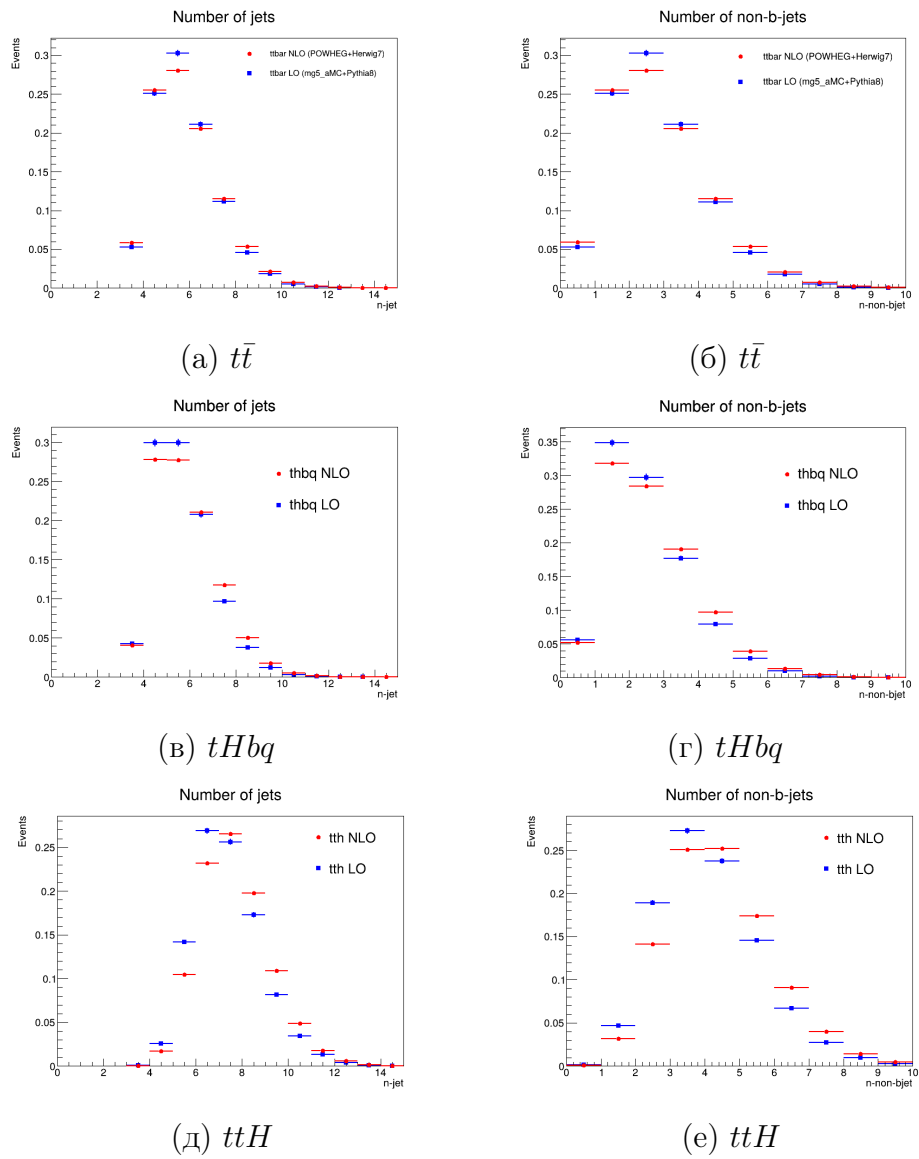 Number of jets
Events
ttbar NLO (POWHEG+Herwig7)
ttbar LO (mg5_aMC+Pythia8)
0.3
0.25
0.2
0.15
0.1
0.05
0
0 2 4 6 8 10 12 14
n-jet
(а) tt̄
Number of non-b-jets
Events
ttbar NLO (POWHEG+Herwig7)
ttbar LO (mg5_aMC+Pythia8)
0.3
0.25
0.2
0.15
0.1
0.05
0
0 1 2 3 4 5 6 7 8 9 10
n-non-bjet
(б) tt̄
Number of jets
Events
thbq NLO
thbq LO
0.3
0.25
0.2
0.15
0.1
0.05
0
0 2 4 6 8 10 12 14
n-jet
(в) tHbq
Number of non-b-jets
Events
thbq NLO
thbq LO
0.35
0.3
0.25
0.2
0.15
0.1
0.05
0
0 1 2 3 4 5 6 7 8 9 10
n-non-bjet
(г) tHbq
Number of jets
Events
tth NLO
tth LO
0.25
0.2
0.15
0.1
0.05
0
0 2 4 6 8 10 12 14
n-jet
(д) ttH
Number of non-b-jets
Events
tth NLO
tth LO
0.25
0.2
0.15
0.1
0.05
0
0 1 2 3 4 5 6 7 8 9 10
n-non-bjet
(е) ttH